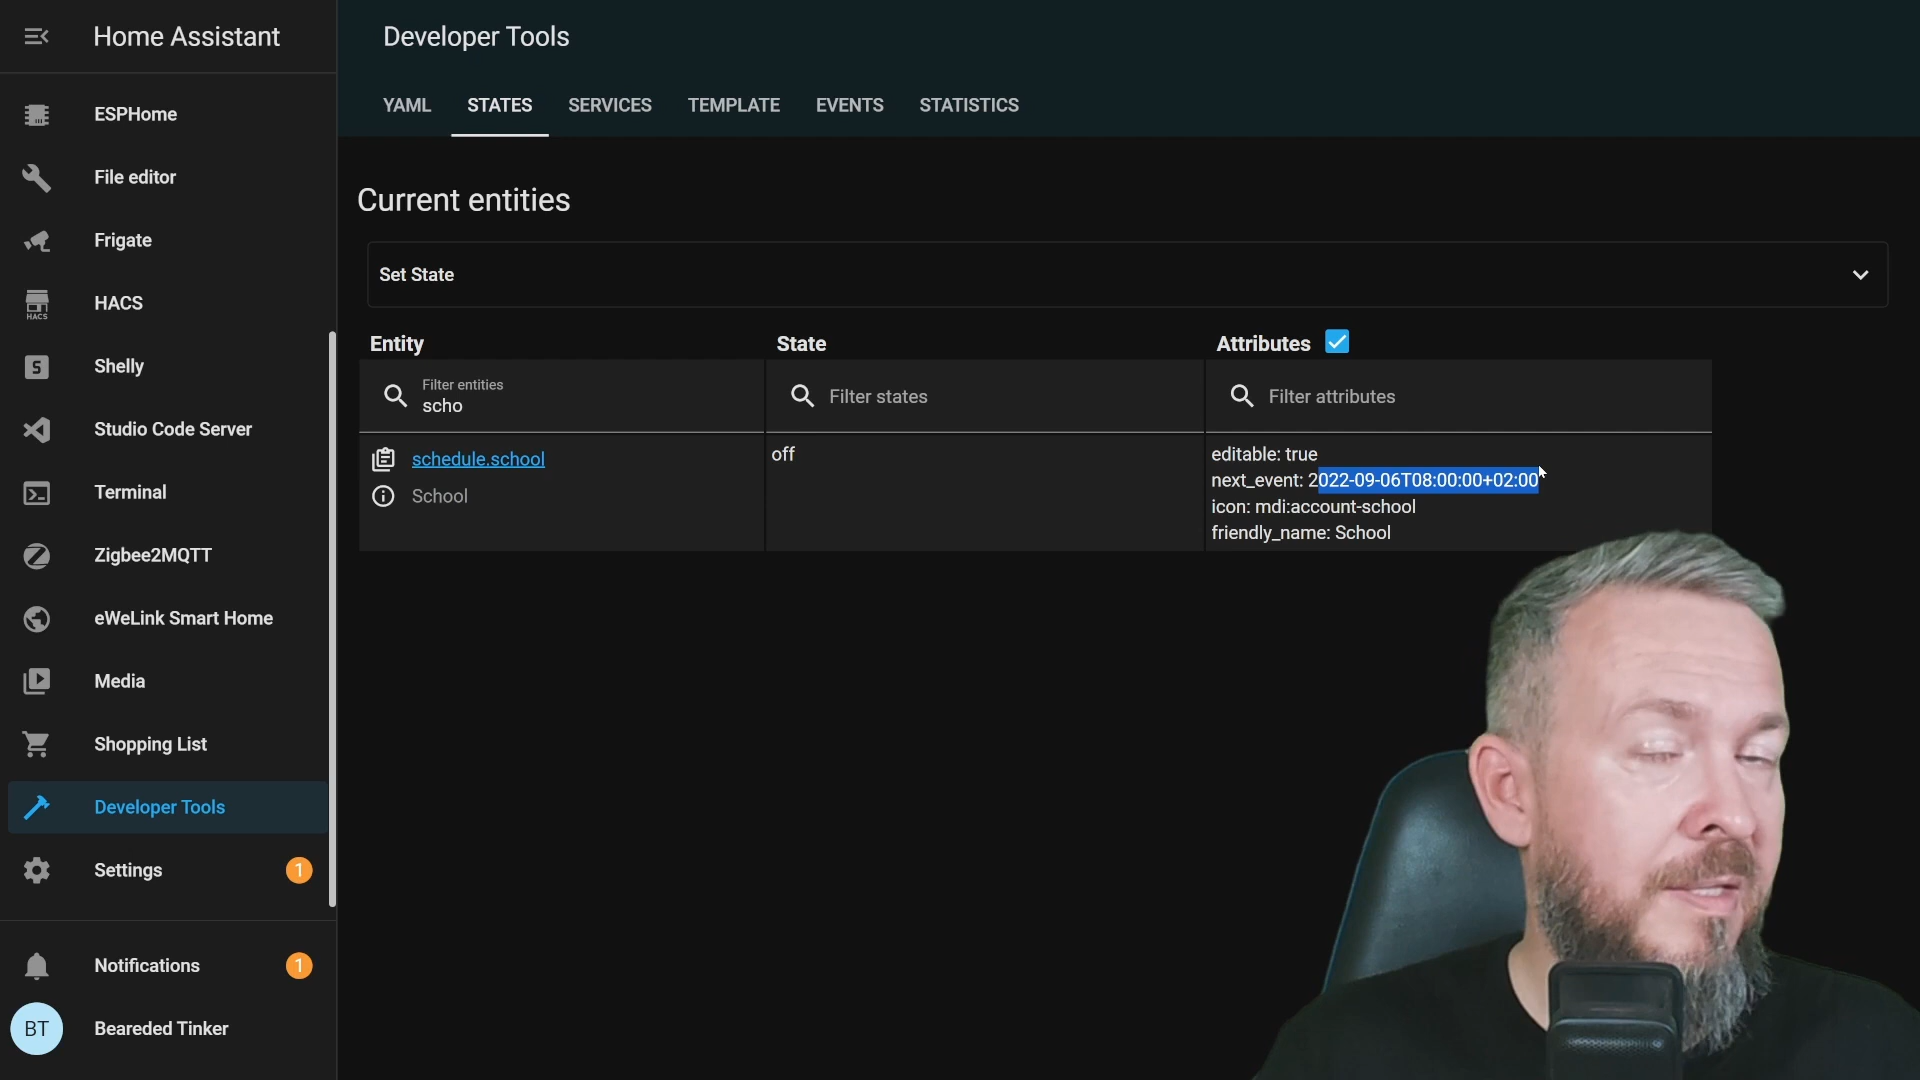 Home Assistant
ESPHome
File editor
Frigate
HACS
HACS
S
Shelly
Studio Code Server
Terminal
Zigbee2MQTT
eWeLink Smart Home
Media
Shopping List
Developer Tools
Settings
1
Notifications
1
BT
Beareded Tinker
Developer Tools
YAML STATES SERVICES TEMPLATE EVENTS STATISTICS
Current entities
Set State
Entity State Attributes
Filter entities
scho
Filter states
Filter attributes
schedule.school
School
off
editable: true
next_event: 2022-09-06T08:00:00+02:00
icon: mdi:account-school
friendly_name: School